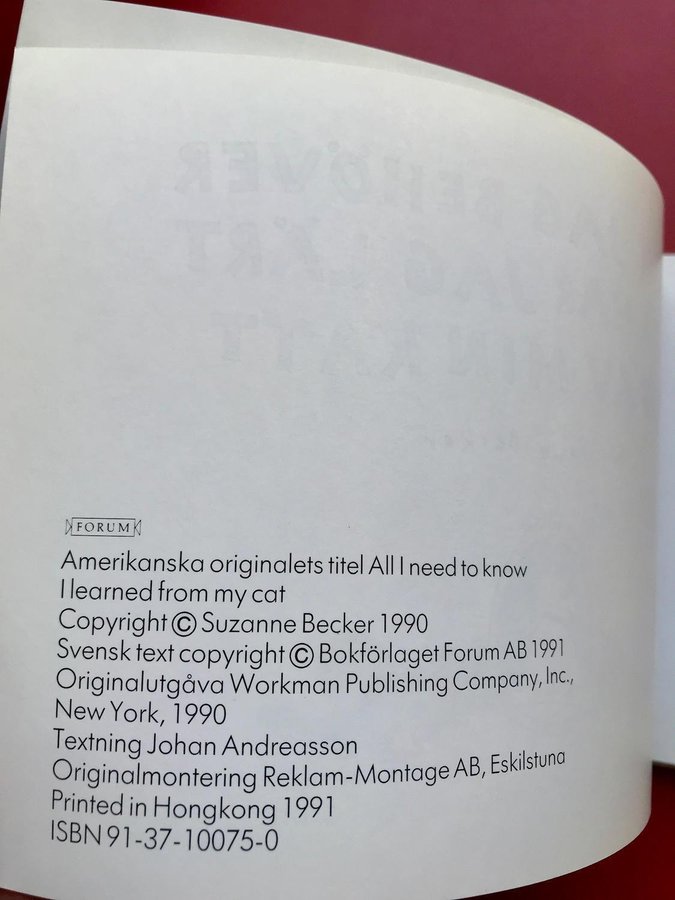 FORUM
Amerikanska originalets titel All I need to know
I learned from my cat
Copyright © Suzanne Becker 1990
Svensk text copyright © Bokförlaget Forum AB 1991
Originalutgåva Workman Publishing Company, Inc.,
New York, 1990
Textning Johan Andreasson
Originalmontering Reklam-Montage AB, Eskilstuna
Printed in Hongkong 1991
ISBN 91-37-10075-0